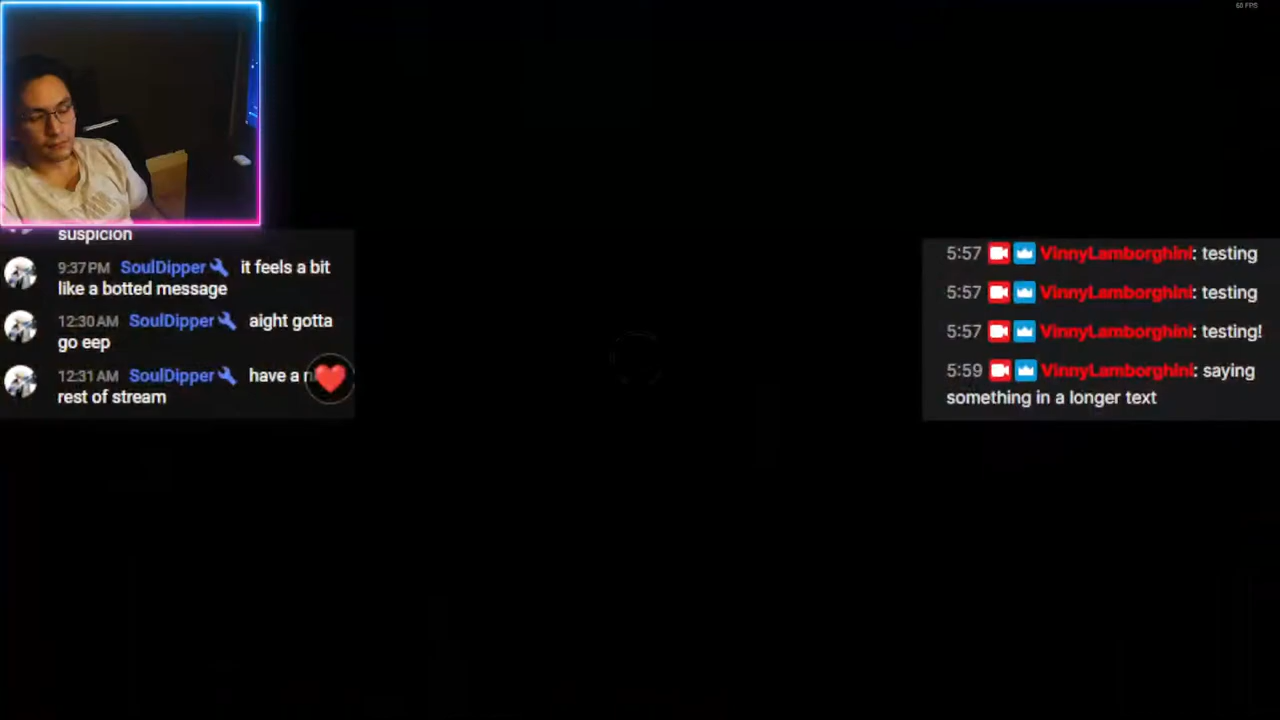 60 FPS
suspicion
9:37 PM SoulDipper it feels a bit
like a botted message
12:30 AM SoulDipper aight gotta
go eep
12:31 AM SoulDipper have a
rest of stream
5:57 VinnyLamborghini: testing
5:57 VinnyLamborghini: testing
5:57 VinnyLamborghini: testing!
5:59 VinnyLamborghini: saying
something in a longer text